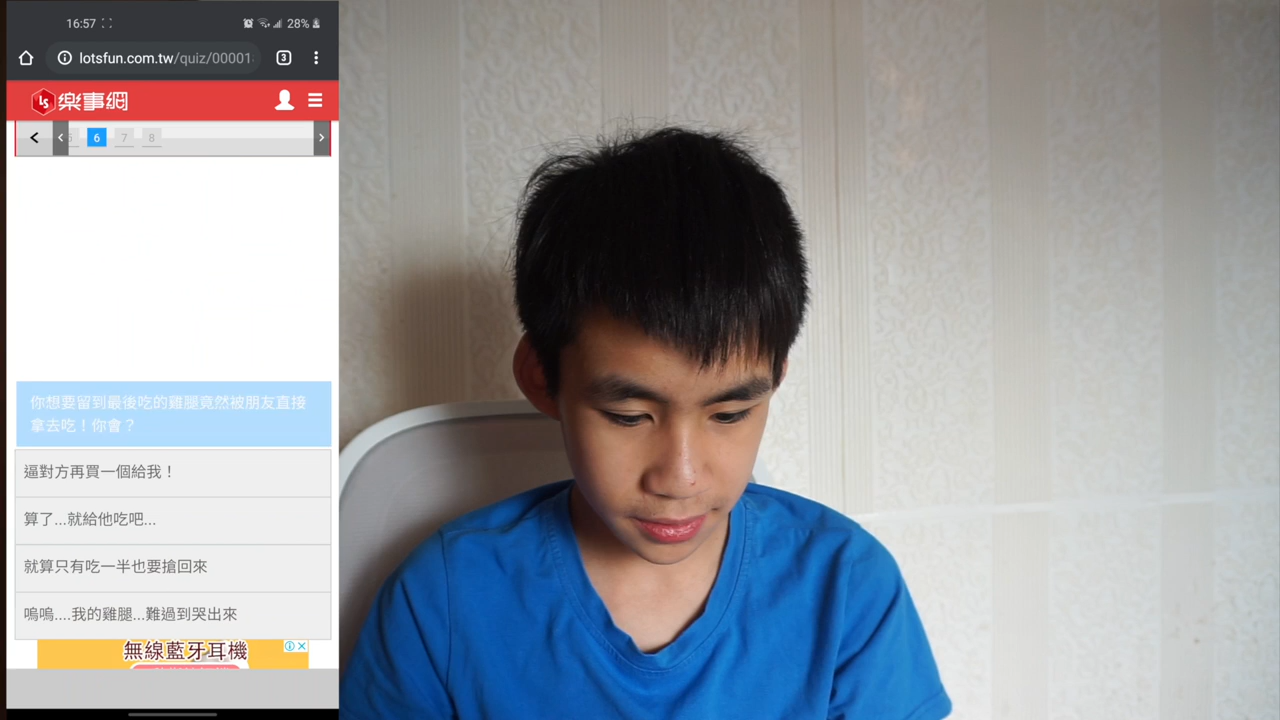 16:57
28%
lotsfun.com.tw/quiz/00001
3
Ls 樂事網
6 7 8
你想要留到最後吃的雞腿竟然被朋友直接
拿去吃！你會？
逼對方再買一個給我！
算了...就給他吃吧...
就算只有吃一半也要搶回來
嗚嗚....我的雞腿...難過到哭出來
無線藍牙耳機